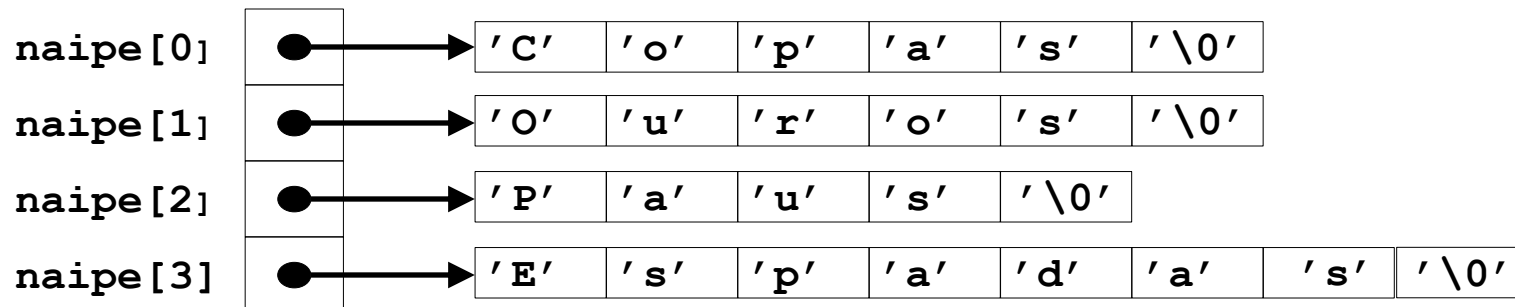 naipe[0] 'C' 'o' 'p' 'a' 's' '\0'
naipe[1] 'O' 'u' 'r' 'o' 's' '\0'
naipe[2] 'P' 'a' 'u' 's' '\0'
naipe[3] 'E' 's' 'p' 'a' 'd' 'a' 's' '\0'